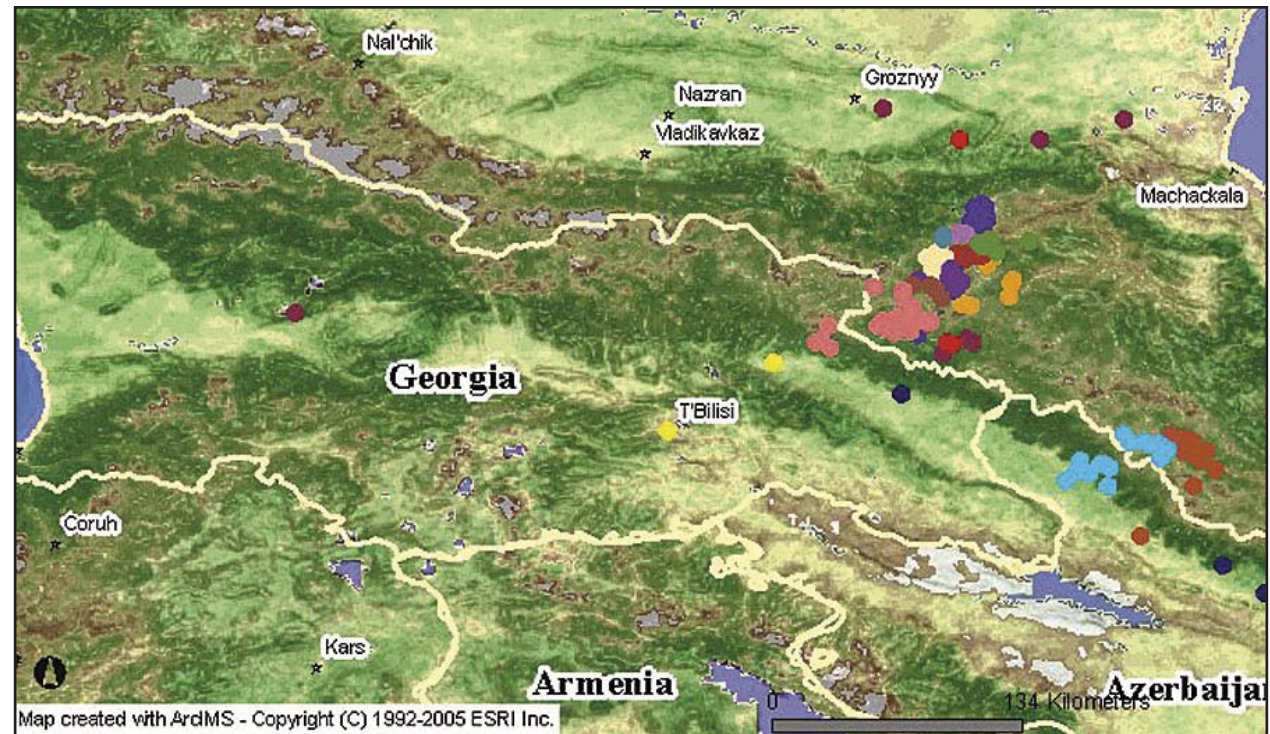 Nal'chik
Groznyy
Nazran
Vladikavkaz
Machackala
Georgia
T'Bilisi
Coruh
Kars
Armenia
0 134 Kilometers
Azerbaija
Map created with ArcIMS - Copyright (C) 1992-2005 ESRI Inc.